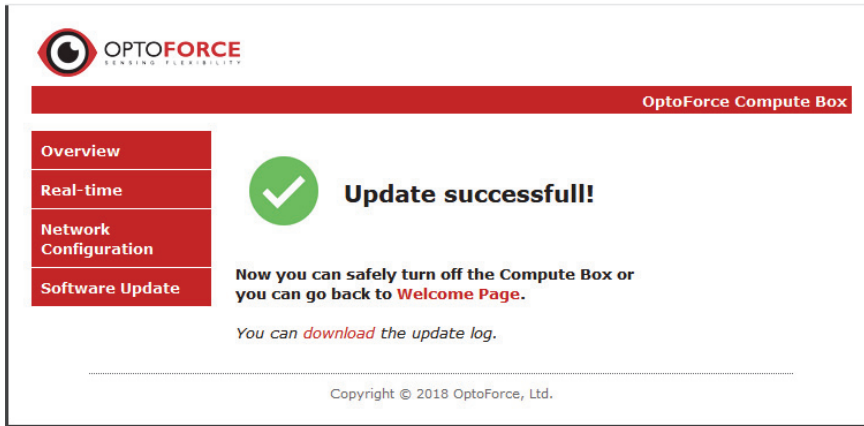 OPTOFORCE
SENSING FLEXIBILITY
OptoForce Compute Box
Overview
Real-time
Network
Configuration
Software Update
Update successfull!
Now you can safely turn off the Compute Box or
you can go back to Welcome Page.
You can download the update log.
Copyright © 2018 OptoForce, Ltd.